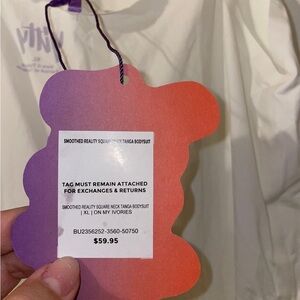 SMOOTHED REALITY SQUARE NECK TANGA BODYSUIT
TAG MUST REMAIN ATTACHED
FOR EXCHANGES & RETURNS
SMOOTHED REALITY SQUARE NECK TANGA BODYSUIT
| XL | ON MY IVORIES
BU2356252-3560-50750
$59.95
XL